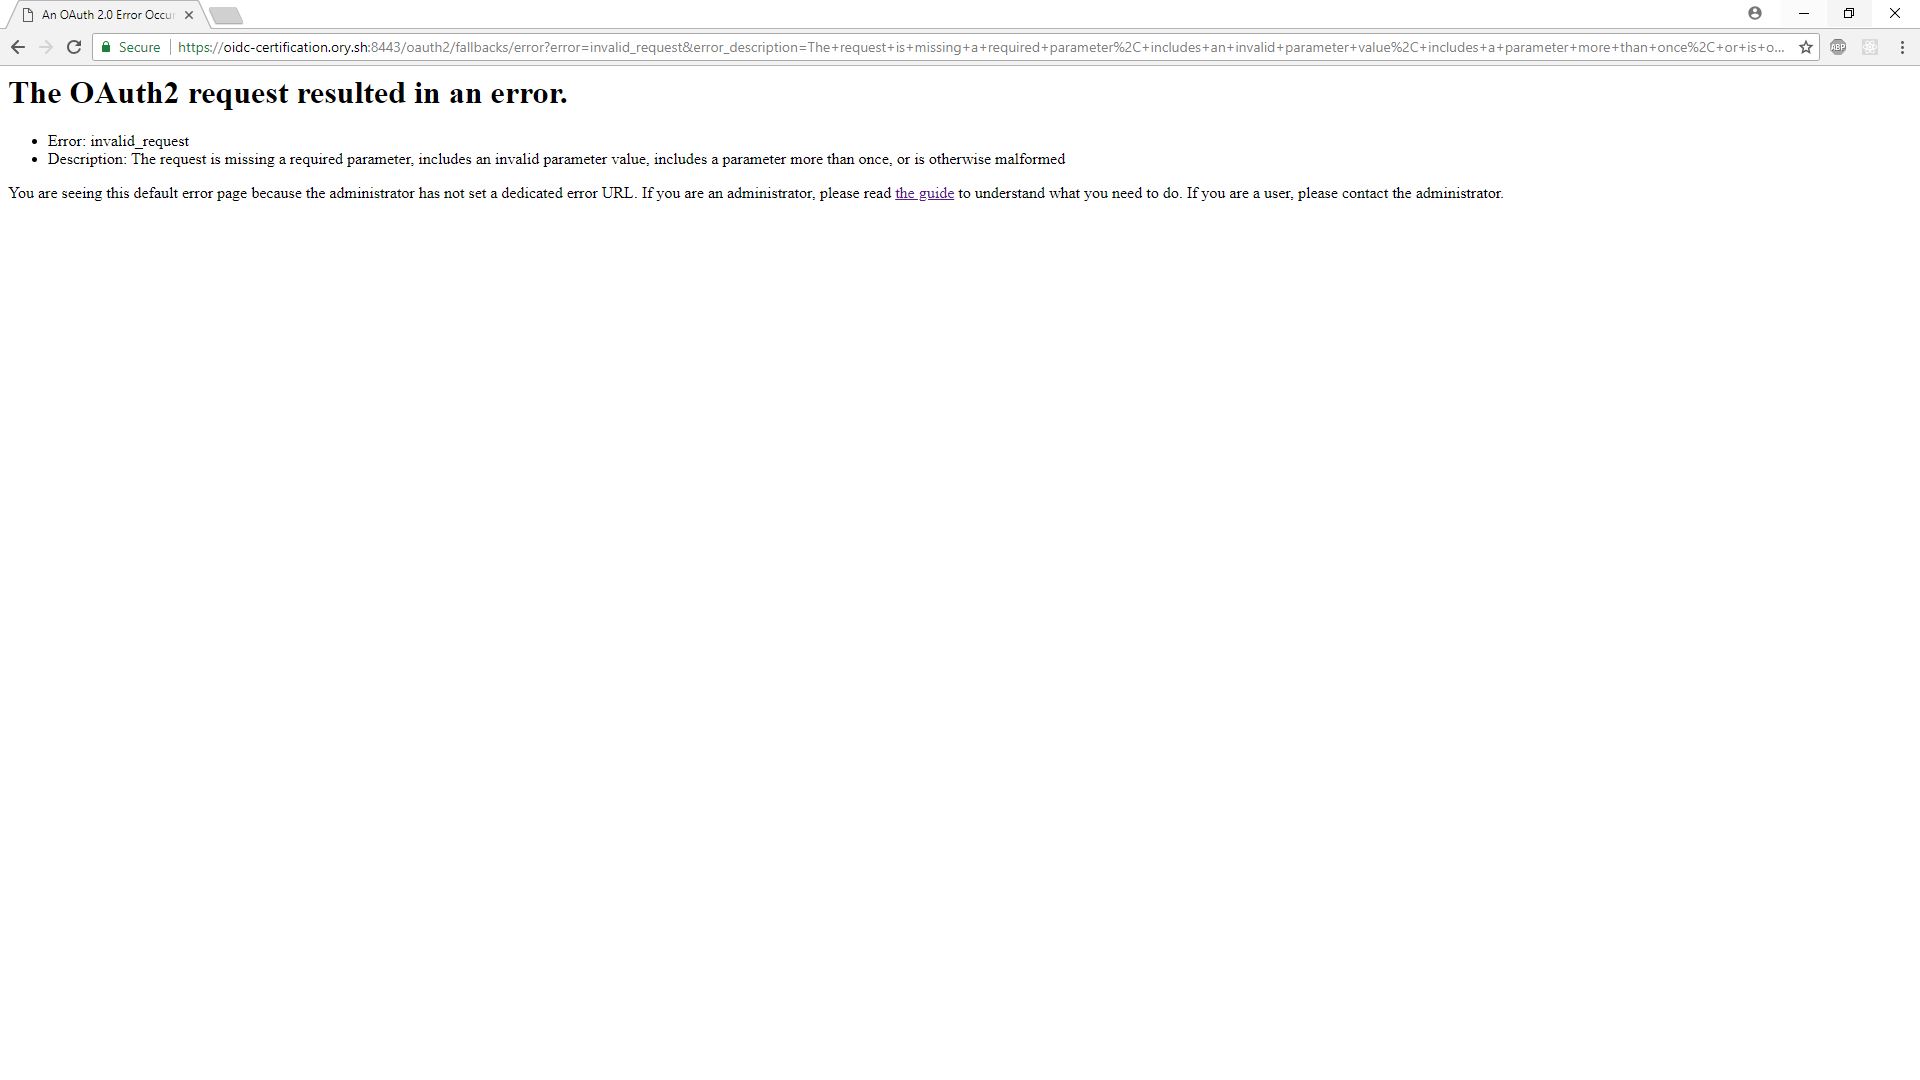 An OAuth 2.0 Error Occur
Secure https://oidc-certification.ory.sh:8443/oauth2/fallbacks/error?error=invalid_request&error_description=The+request+is+missing+a+required+parameter%2C+includes+an+invalid+parameter+value%2C+includes+a+parameter+more+than+once%2C+or+is+o...
ABP
The OAuth2 request resulted in an error.
• Error: invalid_request
• Description: The request is missing a required parameter, includes an invalid parameter value, includes a parameter more than once, or is otherwise malformed
You are seeing this default error page because the administrator has not set a dedicated error URL. If you are an administrator, please read the guide to understand what you need to do. If you are a user, please contact the administrator.